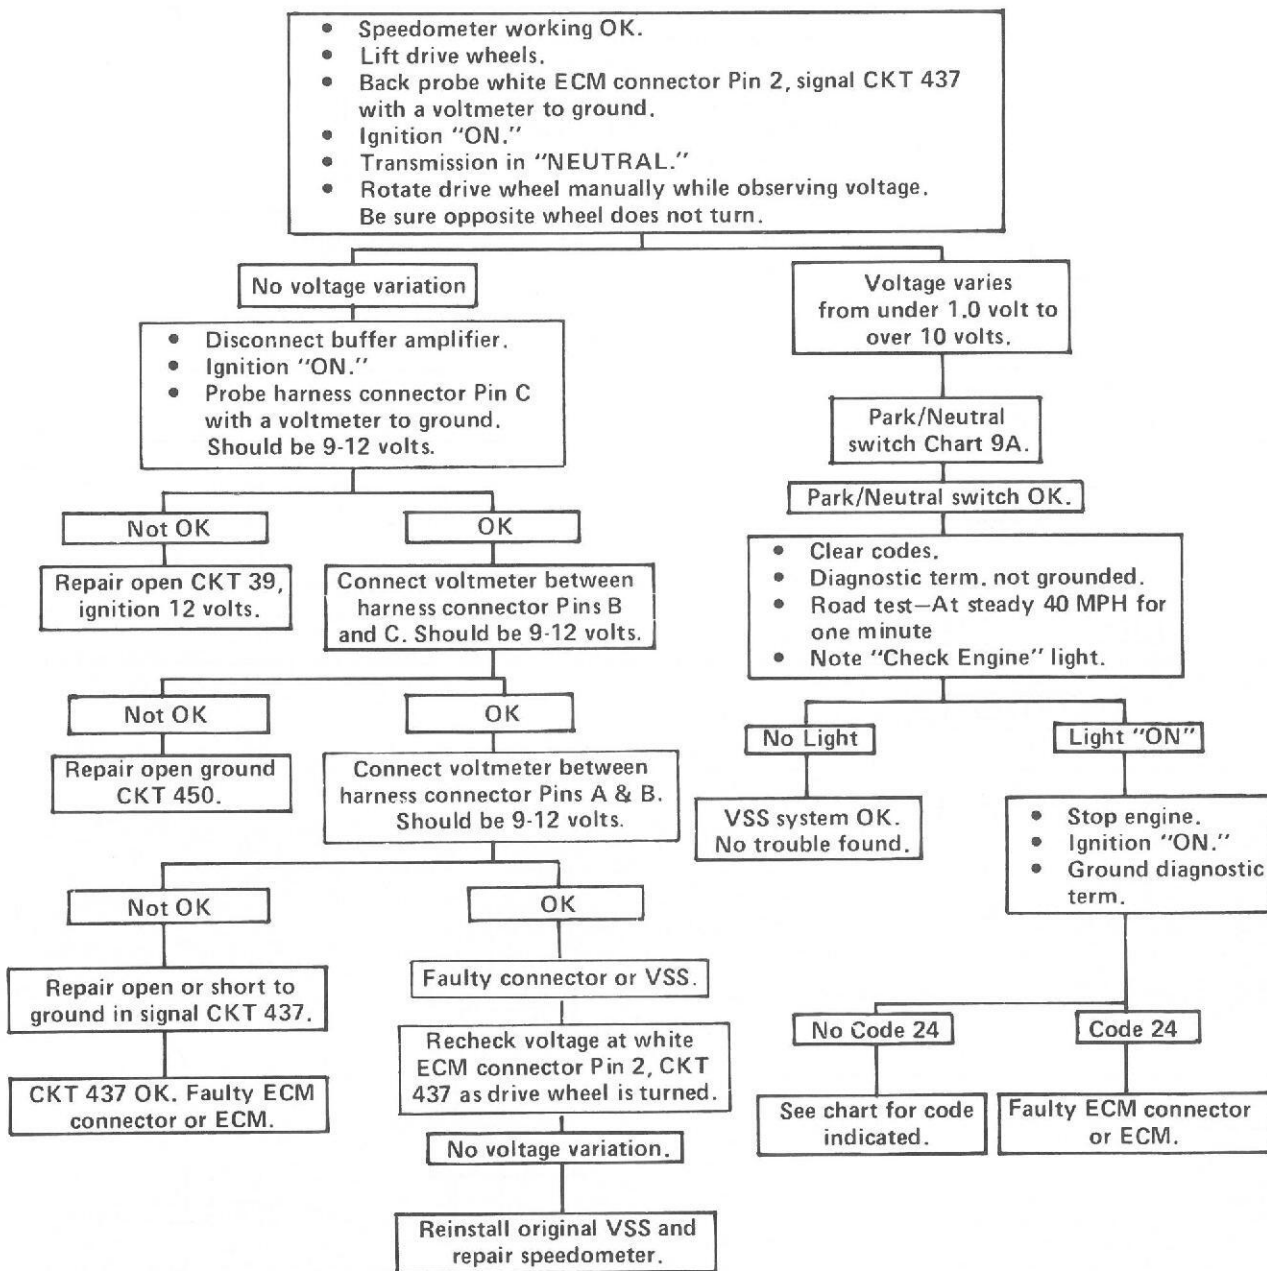 • Speedometer working OK.
• Lift drive wheels.
• Back probe white ECM connector Pin 2, signal CKT 437
with a voltmeter to ground.
• Ignition "ON."
• Transmission in "NEUTRAL."
• Rotate drive wheel manually while observing voltage.
Be sure opposite wheel does not turn.
No voltage variation
• Disconnect buffer amplifier.
• Ignition "ON."
• Probe harness connector Pin C
with a voltmeter to ground.
Should be 9-12 volts.
Not OK
Repair open CKT 39,
ignition 12 volts.
OK
Connect voltmeter between
harness connector Pins B
and C. Should be 9-12 volts.
Not OK
Repair open ground
CKT 450.
OK
Connect voltmeter between
harness connector Pins A & B.
Should be 9-12 volts.
Not OK
Repair open or short to
ground in signal CKT 437.
CKT 437 OK. Faulty ECM
connector or ECM.
OK
Faulty connector or VSS.
Recheck voltage at white
ECM connector Pin 2, CKT
437 as drive wheel is turned.
No voltage variation.
Reinstall original VSS and
repair speedometer.
Voltage varies
from under 1.0 volt to
over 10 volts.
Park/Neutral
switch Chart 9A.
Park/Neutral switch OK.
• Clear codes.
• Diagnostic term. not grounded.
• Road test—At steady 40 MPH for
one minute
• Note "Check Engine" light.
No Light
VSS system OK.
No trouble found.
Light "ON"
• Stop engine.
• Ignition "ON."
• Ground diagnostic
term.
No Code 24
See chart for code
indicated.
Code 24
Faulty ECM connector
or ECM.